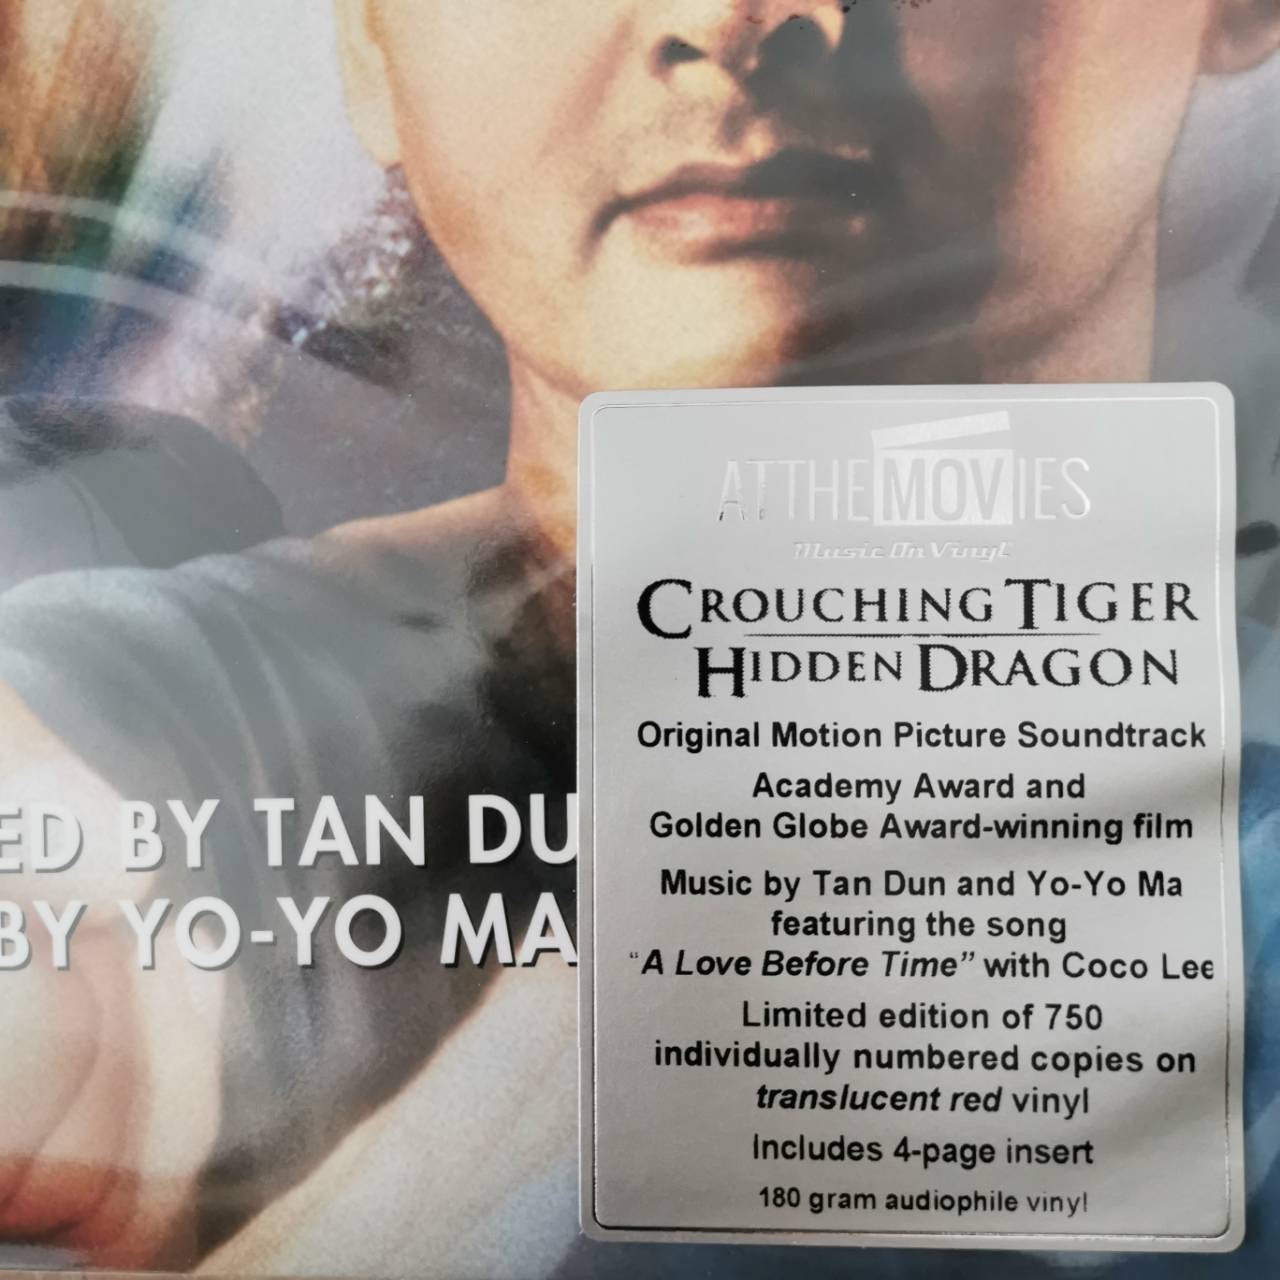 ED BY TAN DU
BY YO-YO MA
ATTHEMOVIES
Music On Vinyl
CROUCHING TIGER
HIDDEN DRAGON
Original Motion Picture Soundtrack
Academy Award and
Golden Globe Award-winning film
Music by Tan Dun and Yo-Yo Ma
featuring the song
“A Love Before Time” with Coco Lee
Limited edition of 750
individually numbered copies on
translucent red vinyl
Includes 4-page insert
180 gram audiophile vinyl